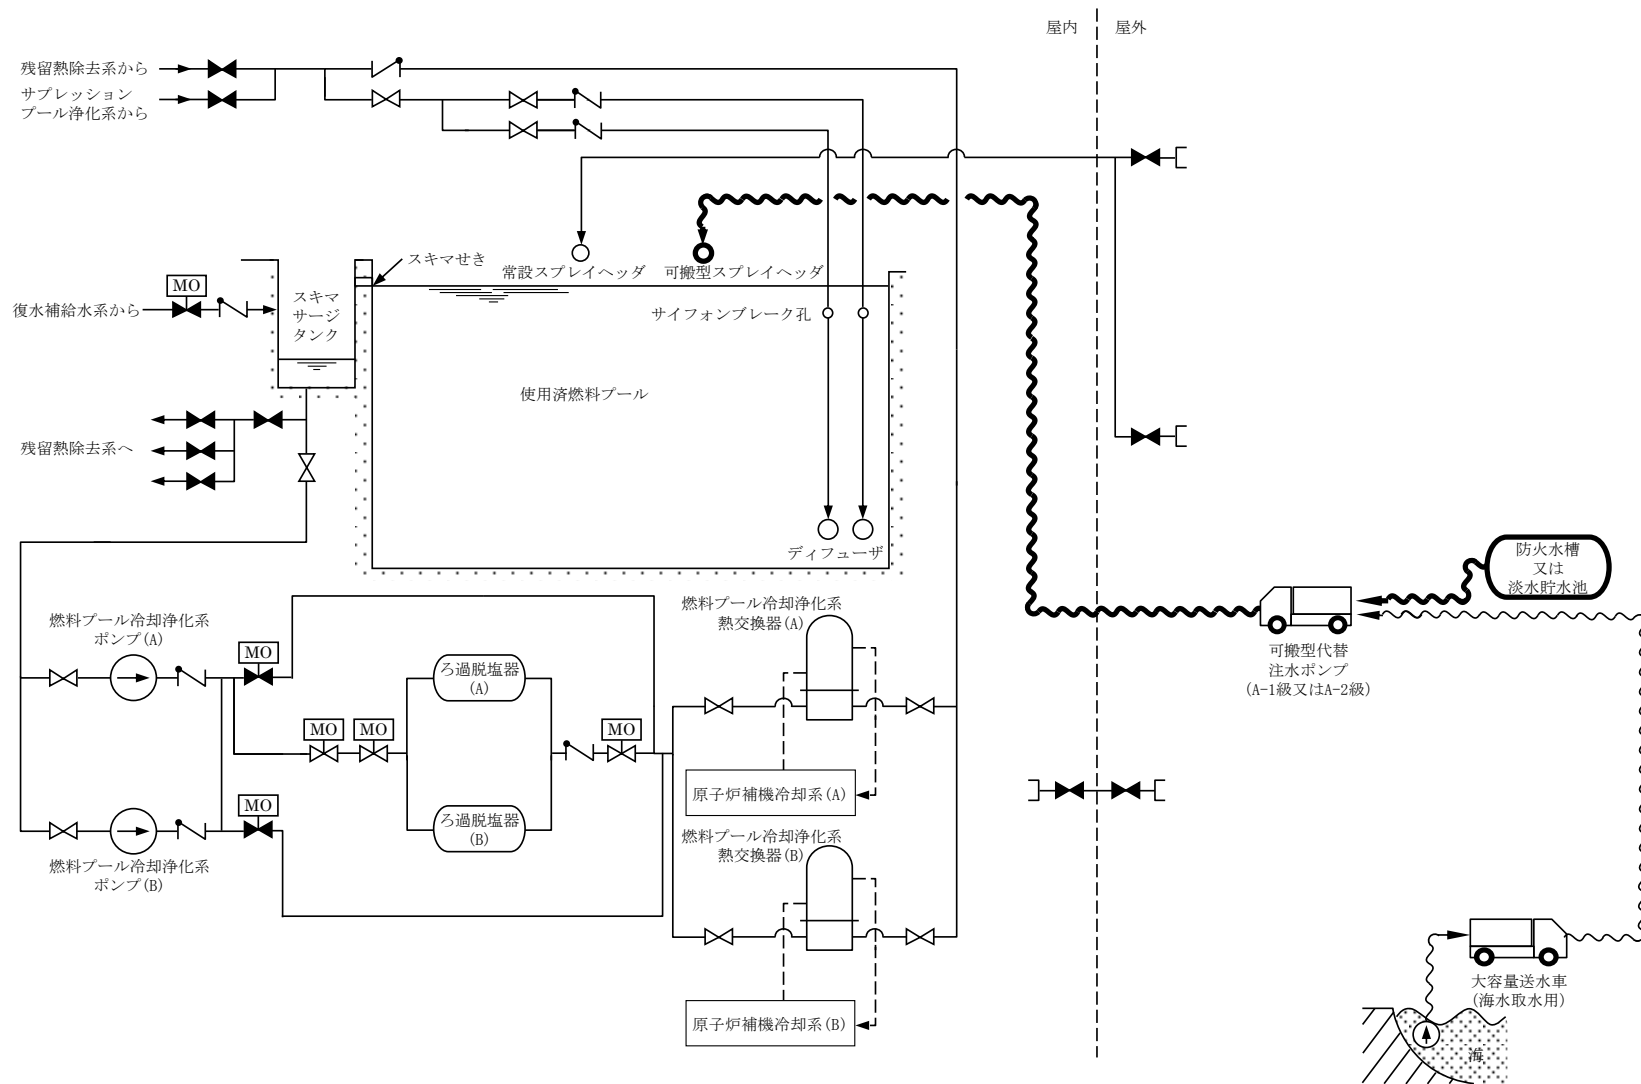 屋内
屋外
残留熱除去系から
サプレッション
プール浄化系から
スキマせき
常設スプレイヘッダ
可搬型スプレイヘッダ
MO
復水補給水系から
スキマ
サージ
タンク
サイフォンブレーク孔
使用済燃料プール
残留熱除去系へ
ディフューザ
防火水槽
又は
淡水貯水池
燃料プール冷却浄化系
ポンプ(A)
MO
ろ過脱塩器
(A)
燃料プール冷却浄化系
熱交換器(A)
可搬型代替
注水ポンプ
(A-1級又はA-2級)
MO
MO
MO
原子炉補機冷却系(A)
MO
ろ過脱塩器
(B)
燃料プール冷却浄化系
ポンプ(B)
燃料プール冷却浄化系
熱交換器(B)
原子炉補機冷却系(B)
大容量送水車
(海水取水用)
海